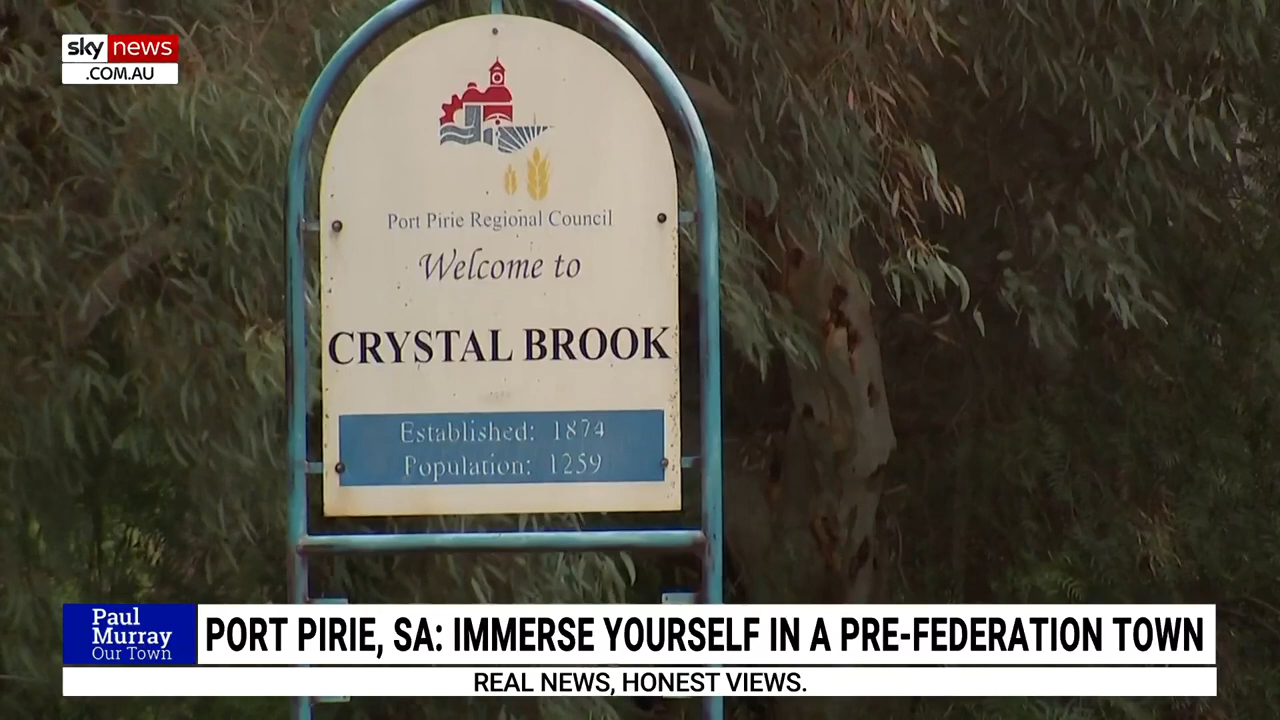 sky news
.COM.AU
Port Pirie Regional Council
Welcome to
CRYSTAL BROOK
Established: 1874
Population: 1259
Paul
Murray
Our Town
PORT PIRIE, SA: IMMERSE YOURSELF IN A PRE-FEDERATION TOWN
REAL NEWS, HONEST VIEWS.